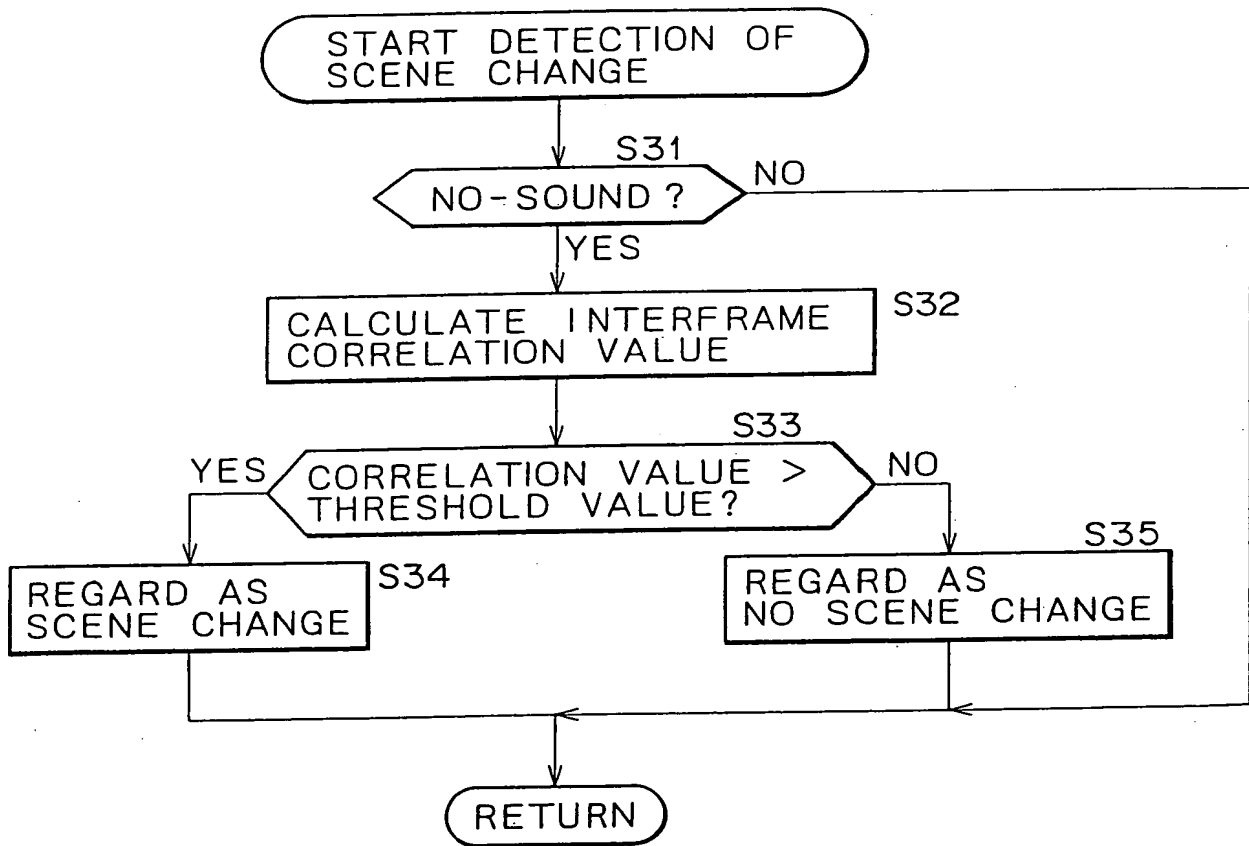 START DETECTION OF
SCENE CHANGE
S31
NO-SOUND ?
NO
YES
CALCULATE INTERFRAME
CORRELATION VALUE
S32
S33
YES
CORRELATION VALUE >
THRESHOLD VALUE?
NO
REGARD AS
SCENE CHANGE
S34
S35
REGARD AS
NO SCENE CHANGE
RETURN